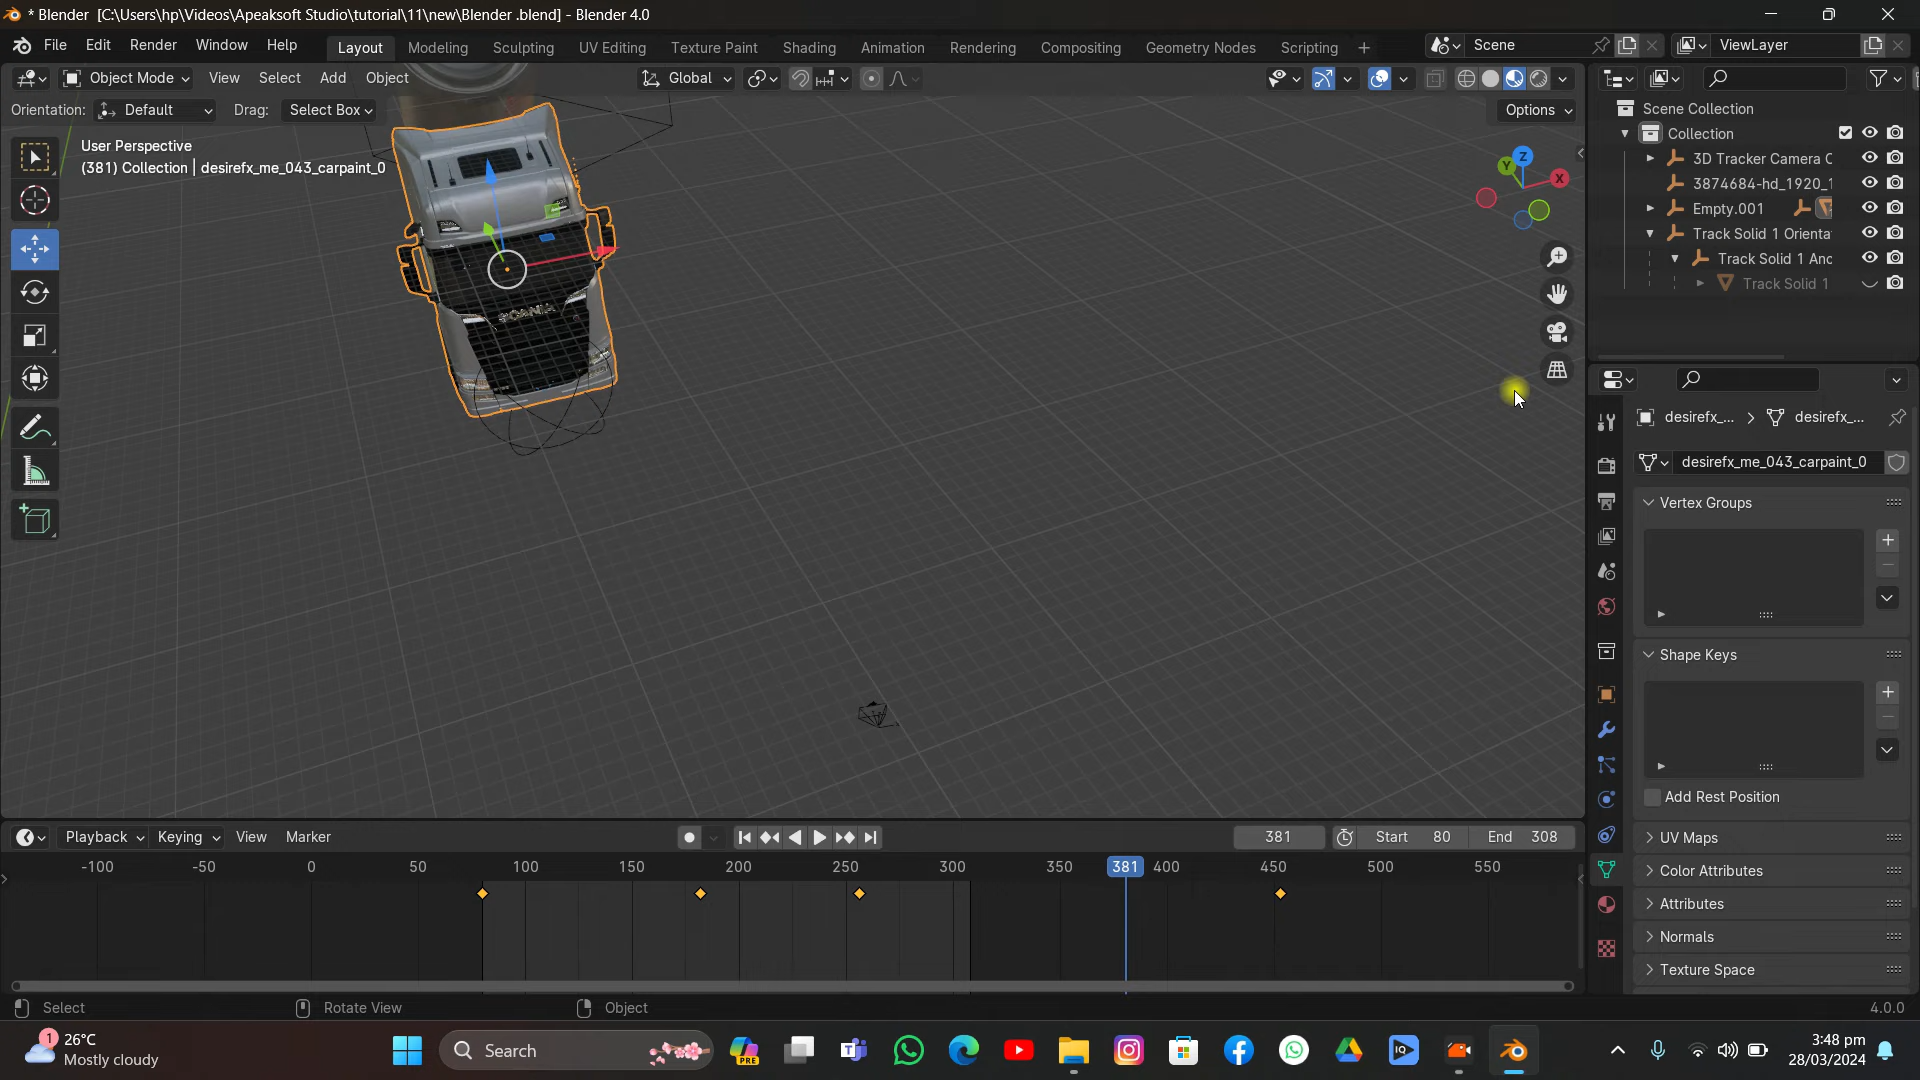 * Blender [C:\Users\hp\Videos\Apeaksoft Studio\tutorial\11\new\Blender .blend] - Blender 4.0
File Edit Render Window Help Layout Modeling Sculpting UV Editing Texture Paint Shading Animation Rendering Compositing Geometry Nodes Scripting + Scene ViewLayer
Object Mode View Select Add Object Global
Orientation: Default Drag: Select Box Options
User Perspective
(381) Collection | desirefx_me_043_carpaint_0
SCANIA
Z
Y
X
Scene Collection
Collection
3D Tracker Camera C
3874684-hd_1920_1
Empty.001
Track Solid 1 Orienta
Track Solid 1 Anc
Track Solid 1
desirefx_... > desirefx_...
desirefx_me_043_carpaint_0
Vertex Groups
Shape Keys
Add Rest Position
UV Maps
Color Attributes
Attributes
Normals
Texture Space
Playback Keying View Marker 381 Start 80 End 308
-100 -50 0 50 100 150 200 250 300 350 381 400 450 500 550
Select Rotate View Object 4.0.0
1
26°C
Mostly cloudy
Search
PRE
IQ
3:48 pm
28/03/2024